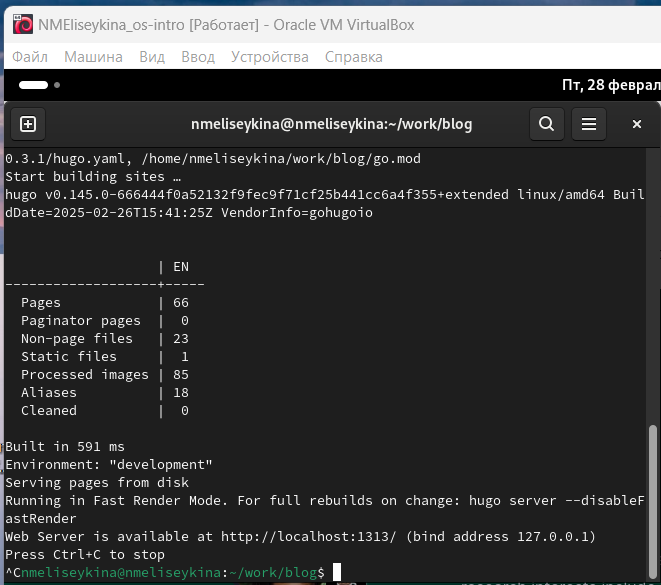 NMEliseykina_os-intro [Работает] - Oracle VM VirtualBox
Файл Машина Вид Ввод Устройства Справка
Пт, 28 феврал
nmeliseykina@nmeliseykina:~/work/blog
0.3.1/hugo.yaml, /home/nmeliseykina/work/blog/go.mod
Start building sites …
hugo v0.145.0-666444f0a52132f9fec9f71cf25b441cc6a4f355+extended linux/amd64 Buil
dDate=2025-02-26T15:41:25Z VendorInfo=gohugoio
                   | EN
-------------------+-----
  Pages            | 66
  Paginator pages  |  0
  Non-page files   | 23
  Static files     |  1
  Processed images | 85
  Aliases          | 18
  Cleaned          |  0
Built in 591 ms
Environment: "development"
Serving pages from disk
Running in Fast Render Mode. For full rebuilds on change: hugo server --disableF
astRender
Web Server is available at http://localhost:1313/ (bind address 127.0.0.1)
Press Ctrl+C to stop
^Cnmeliseykina@nmeliseykina:~/work/blog$